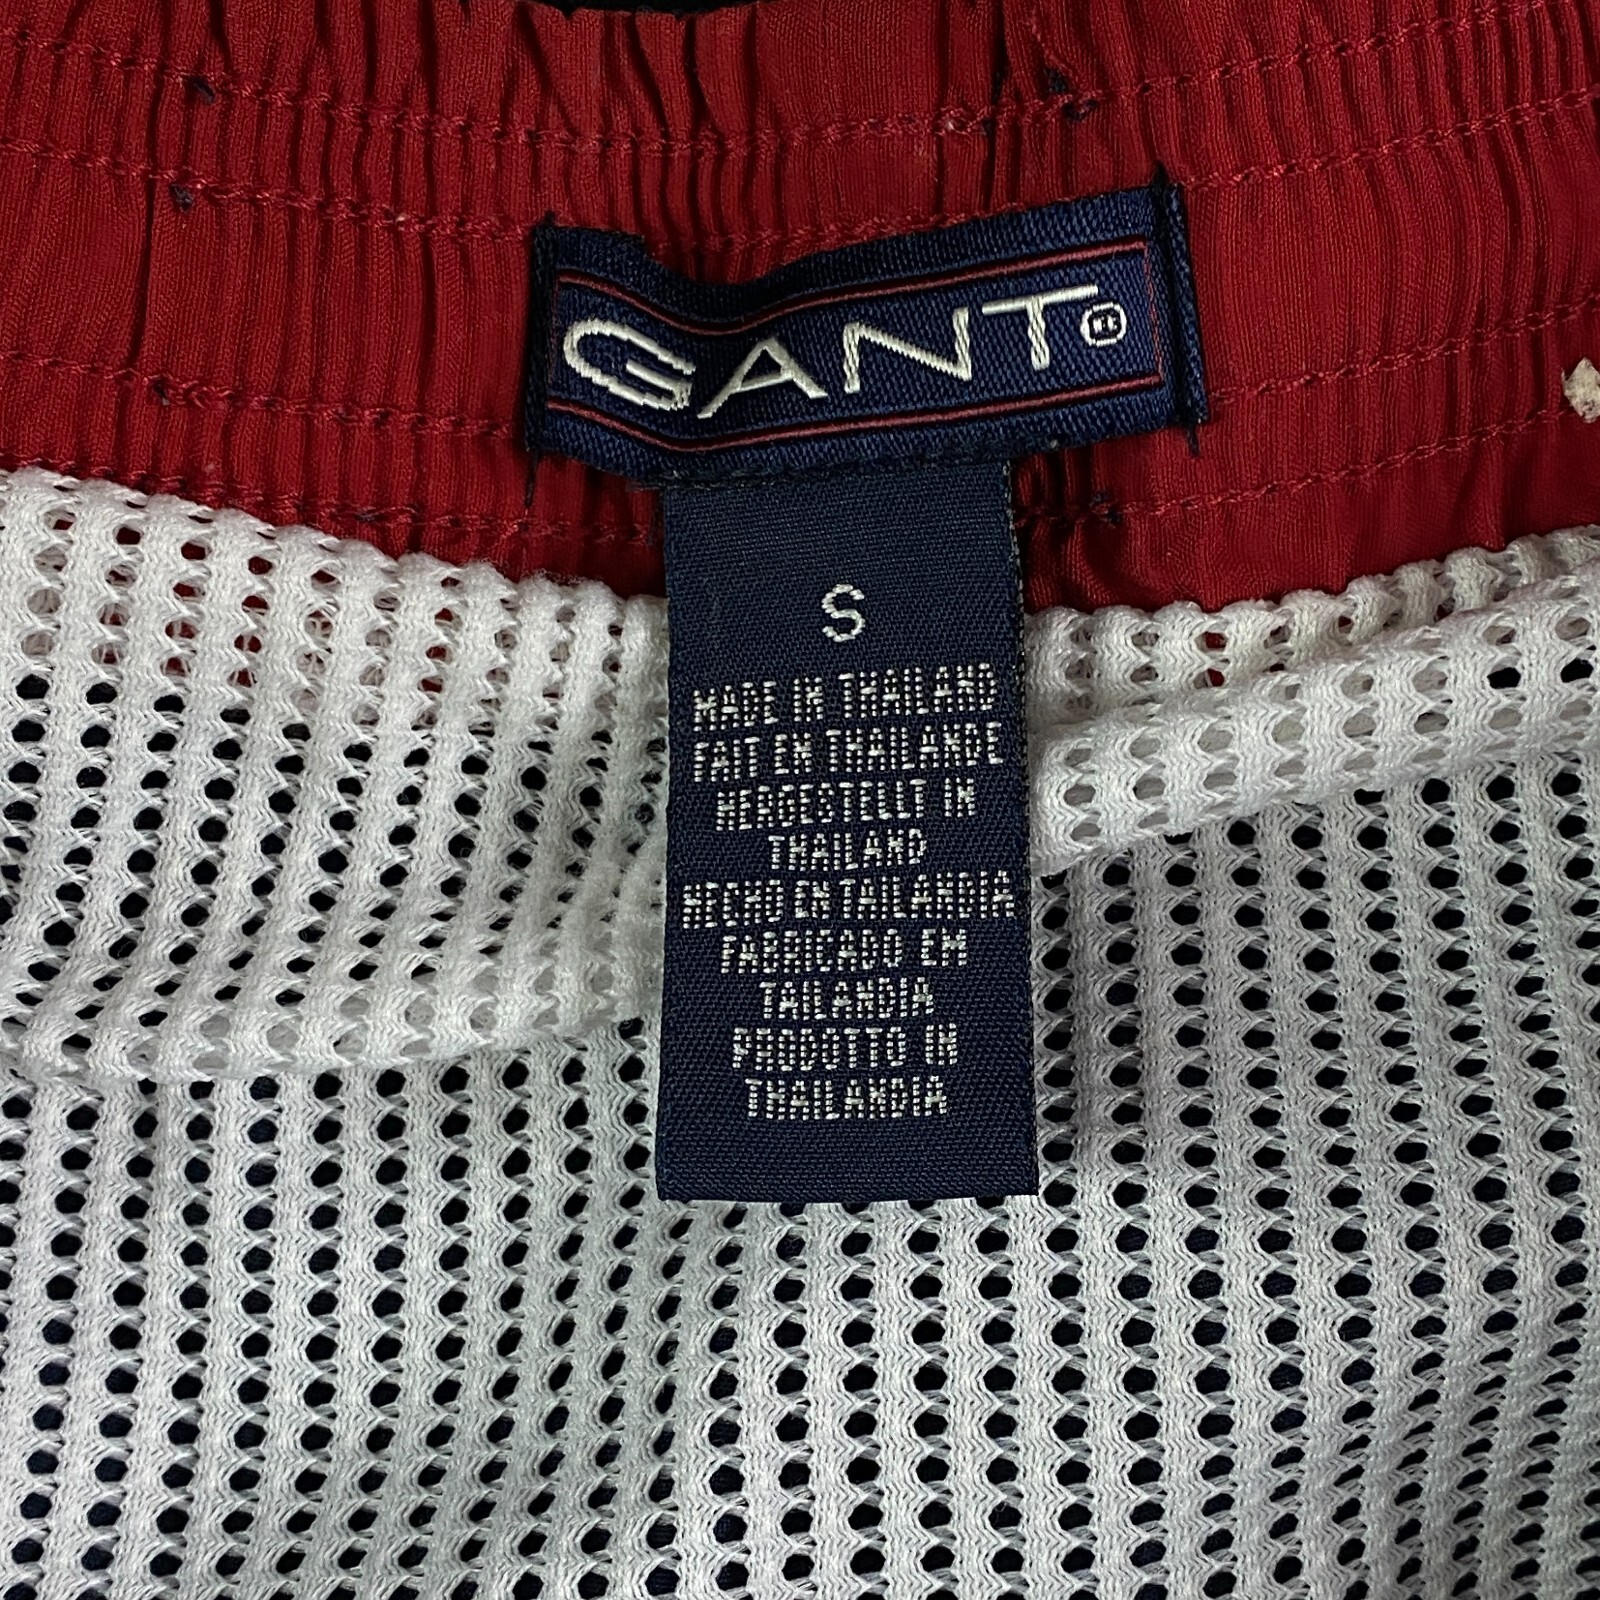 GANT®
S
MADE IN THAILAND
FAIT EN THAILANDE
HERGESTELLT IN
THAILAND
HECHO EN TAILANDIA
FABRICADO EM
TAILANDIA
PRODOTTO IN
THAILANDIA